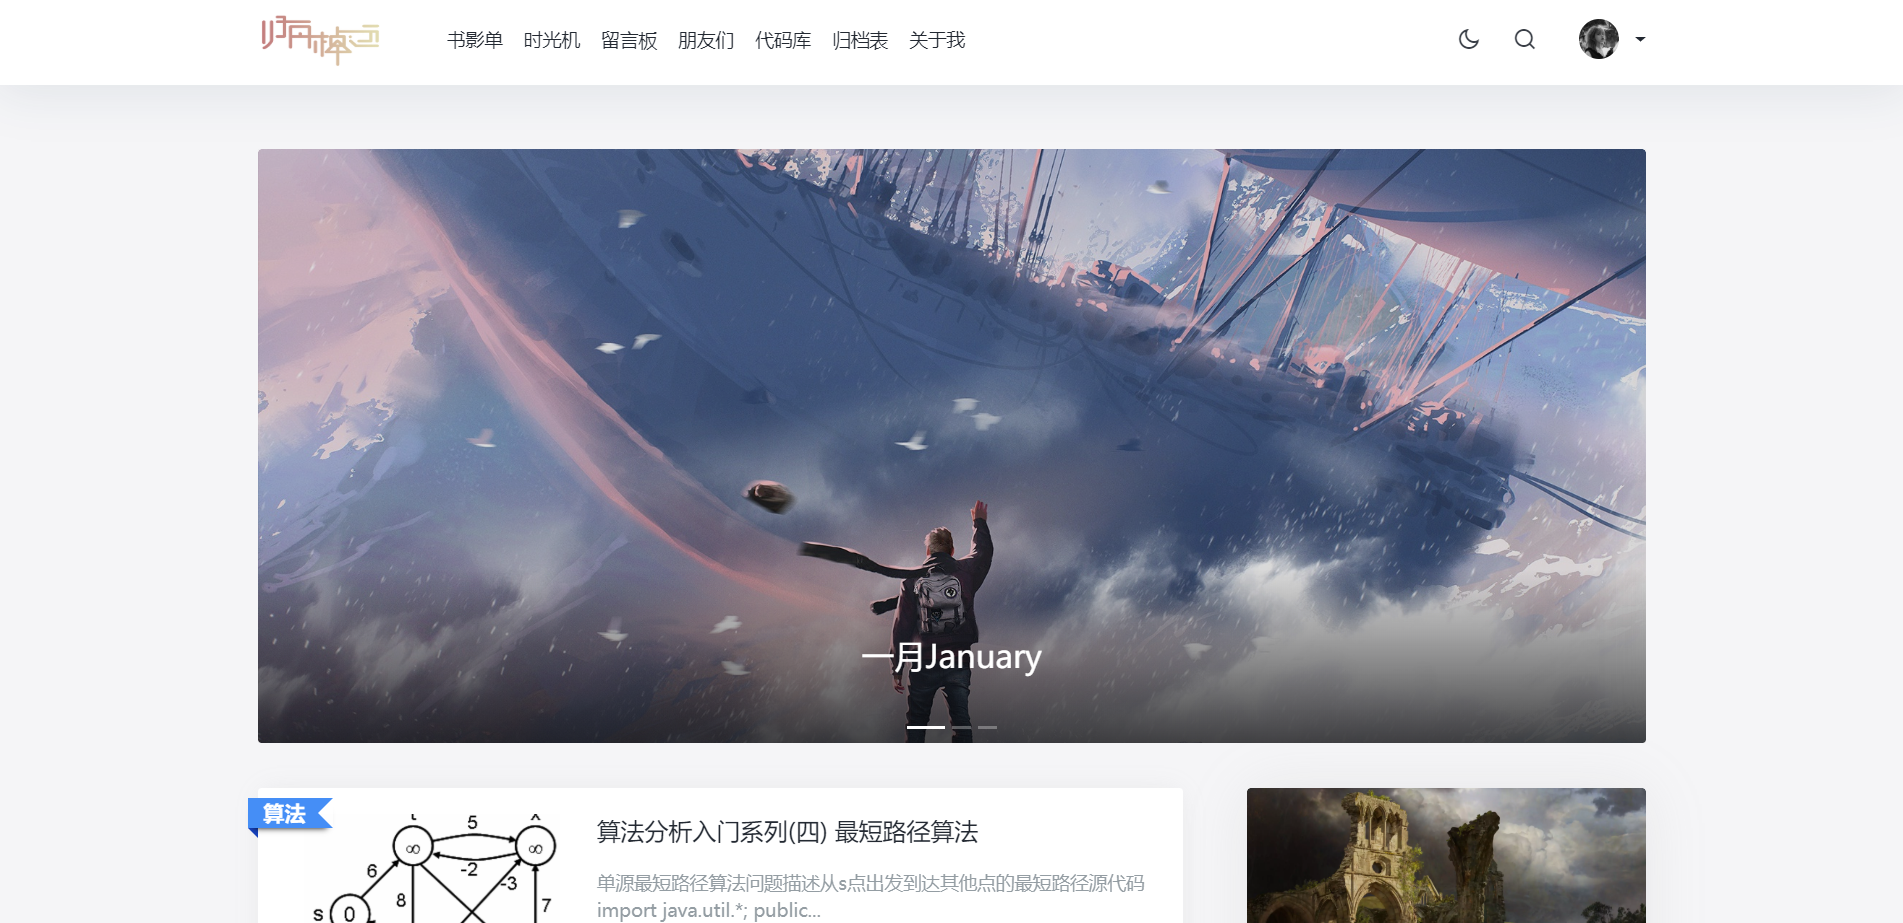 书影单 时光机 留言板 朋友们 代码库 归档表 关于我
一月January
算法
算法分析入门系列(四) 最短路径算法
单源最短路径算法问题描述从s点出发到达其他点的最短路径源代码
import java.util.*; public...
5
∞ ∞
-2
6
-3
8
7
s 0